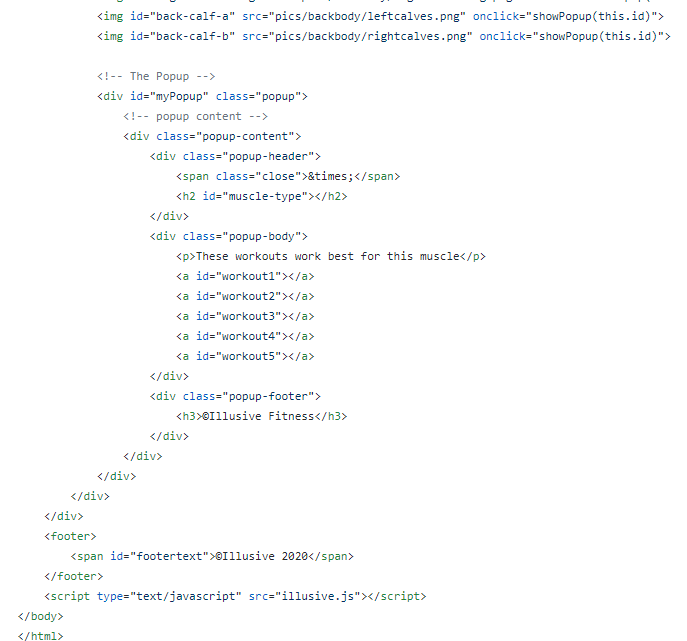 <img id="back-calf-a" src="pics/backbody/leftcalves.png" onclick="showPopup(this.id)">
<img id="back-calf-b" src="pics/backbody/rightcalves.png" onclick="showPopup(this.id)">
<!-- The Popup -->
<div id="myPopup" class="popup">
<!-- popup content -->
<div class="popup-content">
<div class="popup-header">
<span class="close">&times;</span>
<h2 id="muscle-type"></h2>
</div>
<div class="popup-body">
<p>These workouts work best for this muscle</p>
<a id="workout1"></a>
<a id="workout2"></a>
<a id="workout3"></a>
<a id="workout4"></a>
<a id="workout5"></a>
</div>
<div class="popup-footer">
<h3>©Illusive Fitness</h3>
</div>
</div>
</div>
</div>
</div>
<footer>
<span id="footertext">©Illusive 2020</span>
</footer>
<script type="text/javascript" src="illusive.js"></script>
</body>
</html>